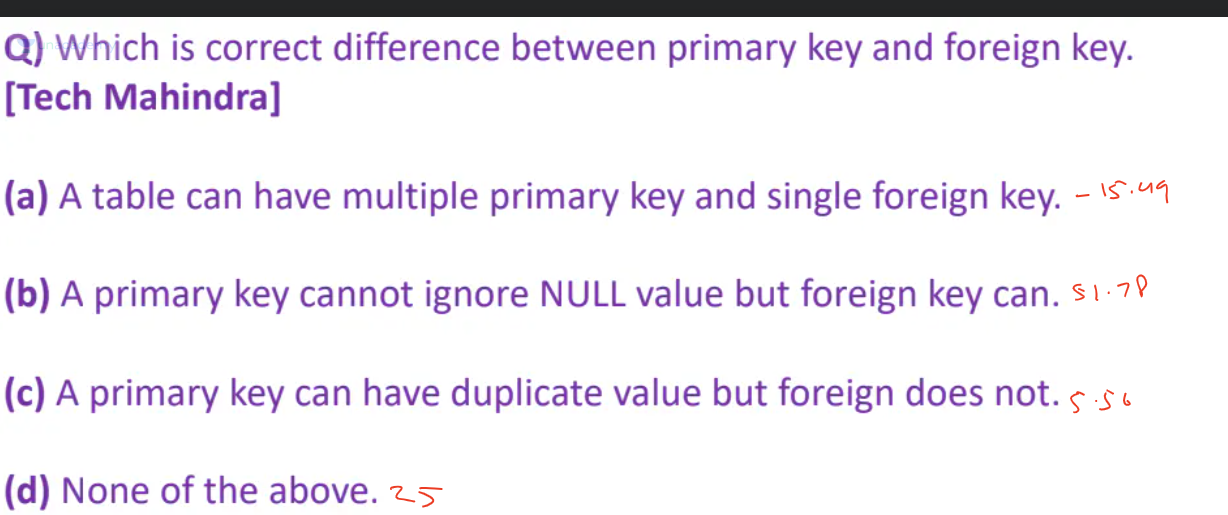 Q) Which is correct difference between primary key and foreign key.
[Tech Mahindra]
(a) A table can have multiple primary key and single foreign key. - 15.49
(b) A primary key cannot ignore NULL value but foreign key can. 51.78
(c) A primary key can have duplicate value but foreign does not. 5.56
(d) None of the above. 25